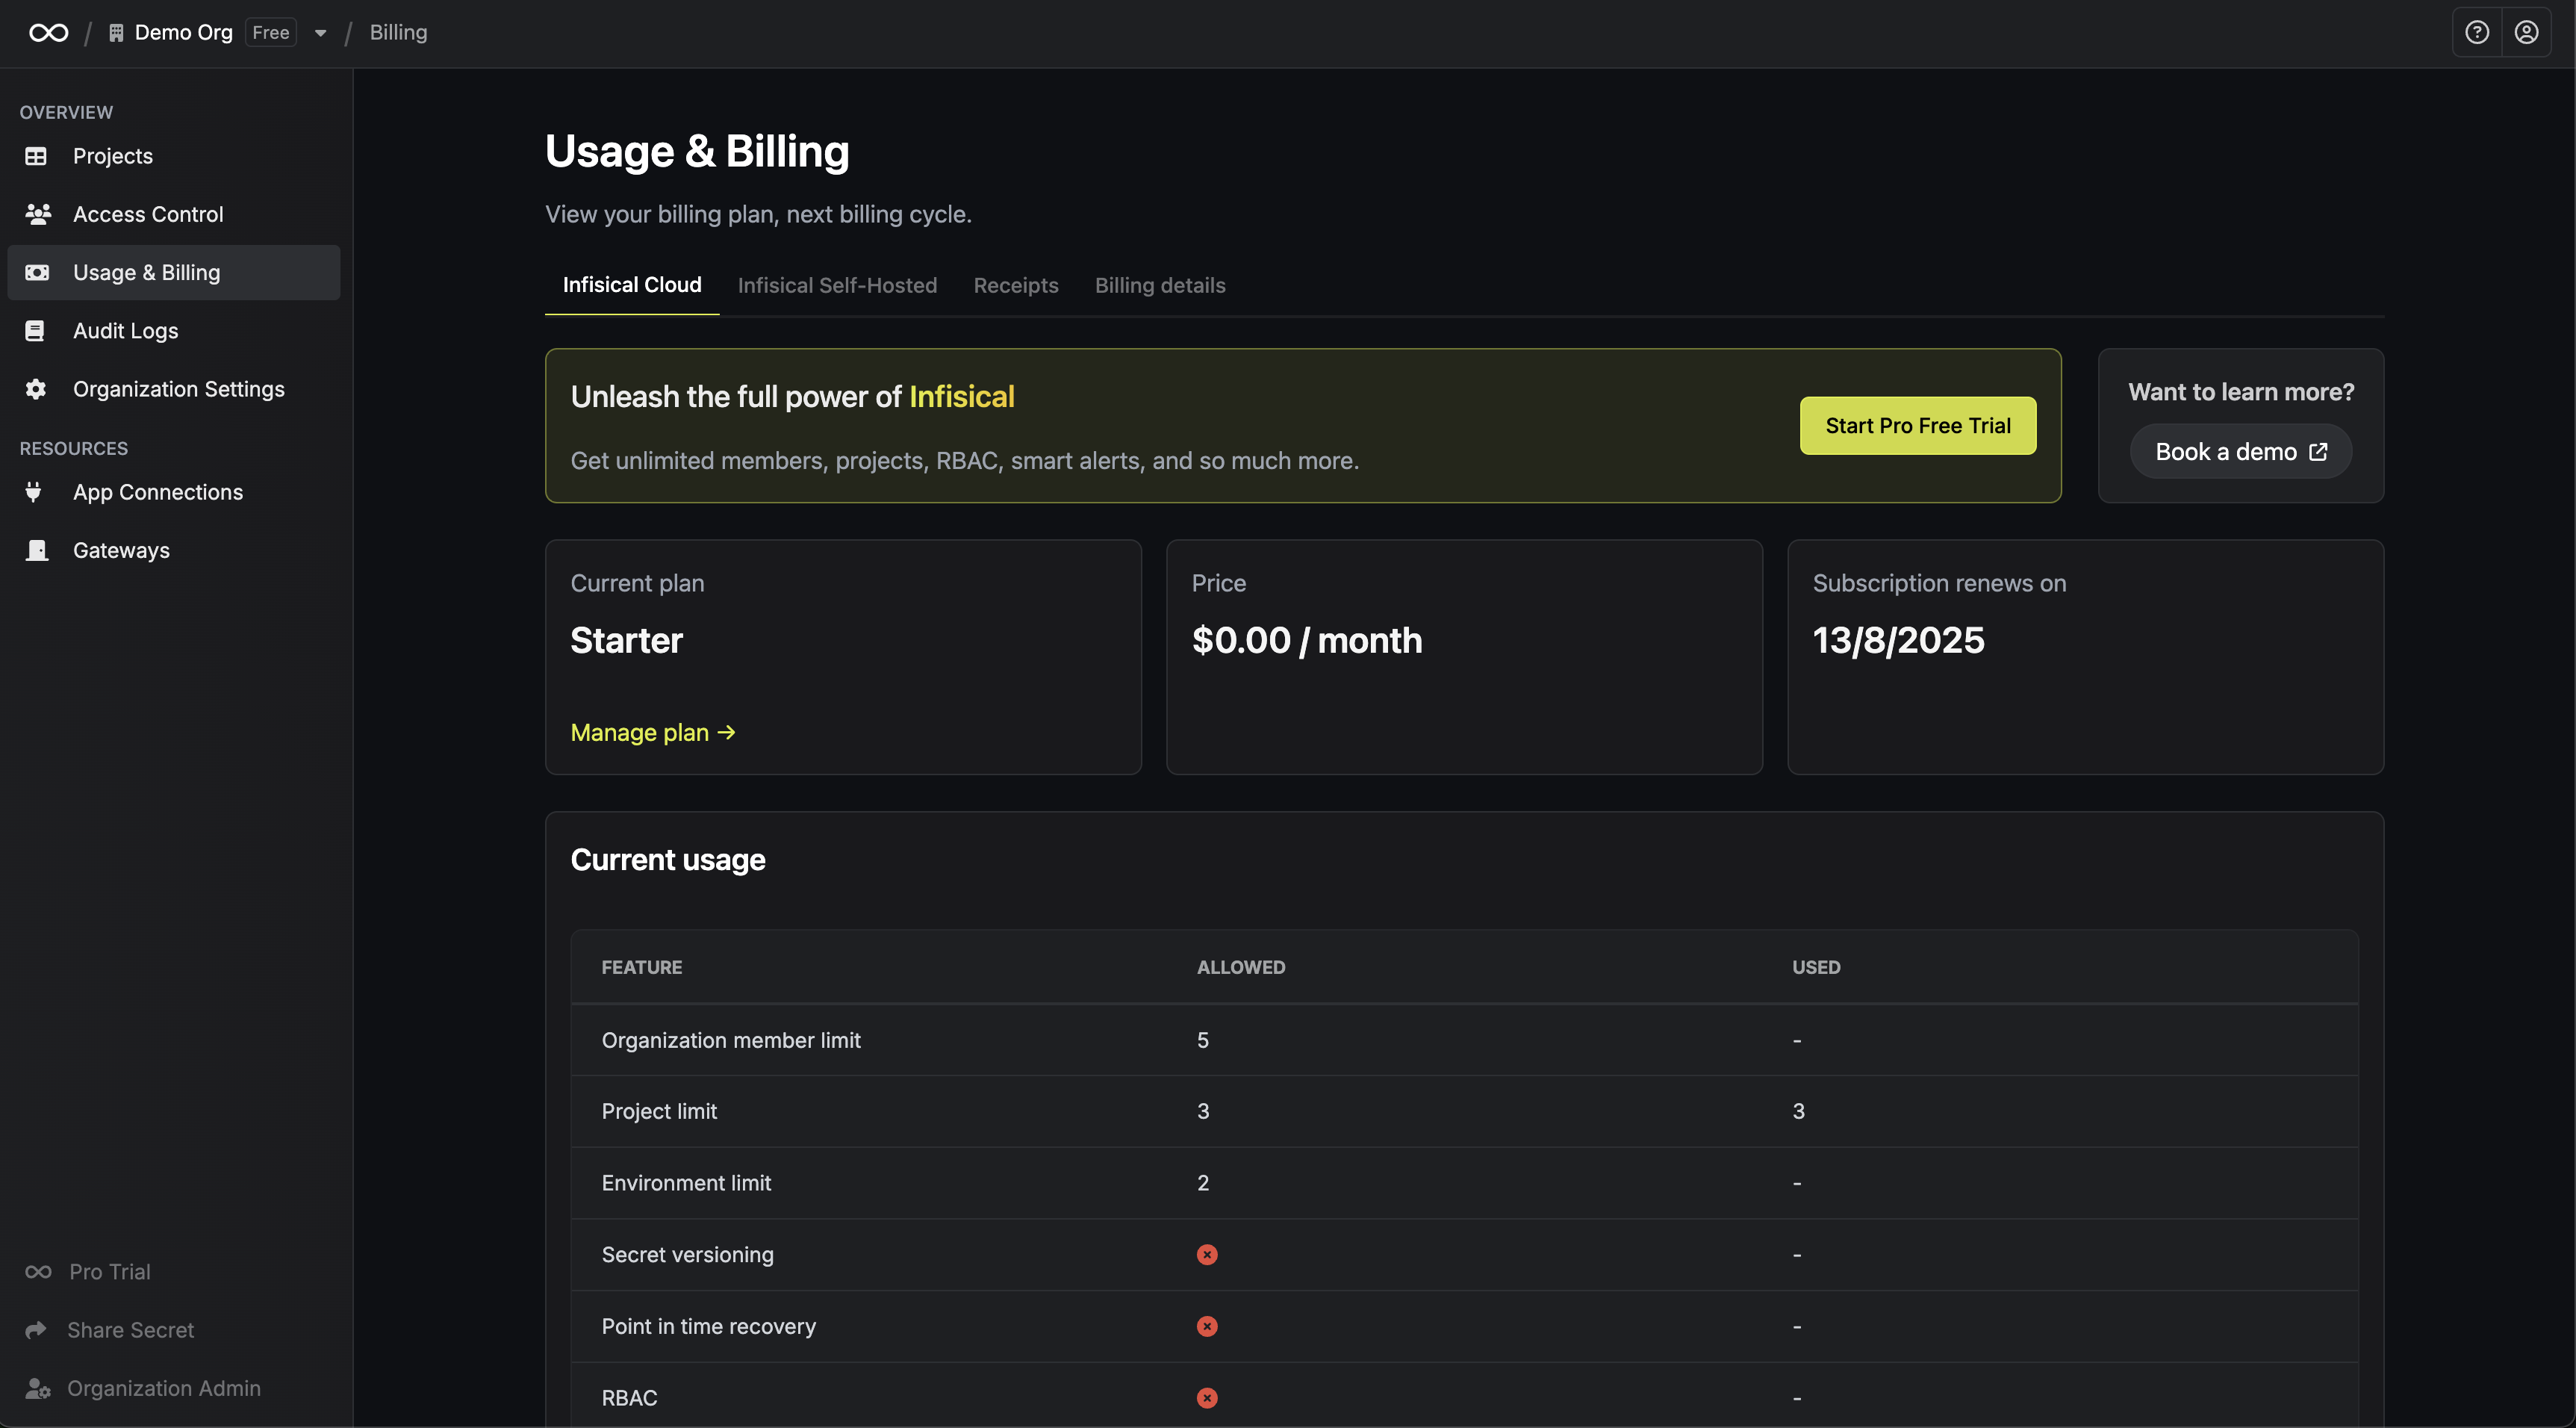 / Demo Org Free / Billing
OVERVIEW
Projects
Access Control
Usage & Billing
Audit Logs
Organization Settings
RESOURCES
App Connections
Gateways
Pro Trial
Share Secret
Organization Admin
Usage & Billing
View your billing plan, next billing cycle.
Infisical Cloud Infisical Self-Hosted Receipts Billing details
Unleash the full power of Infisical
Get unlimited members, projects, RBAC, smart alerts, and so much more.
Start Pro Free Trial
Want to learn more?
Book a demo
Current plan
Starter
Manage plan →
Price
$0.00 / month
Subscription renews on
13/8/2025
Current usage
FEATURE ALLOWED USED
Organization member limit 5 -
Project limit 3 3
Environment limit 2 -
Secret versioning -
Point in time recovery -
RBAC -